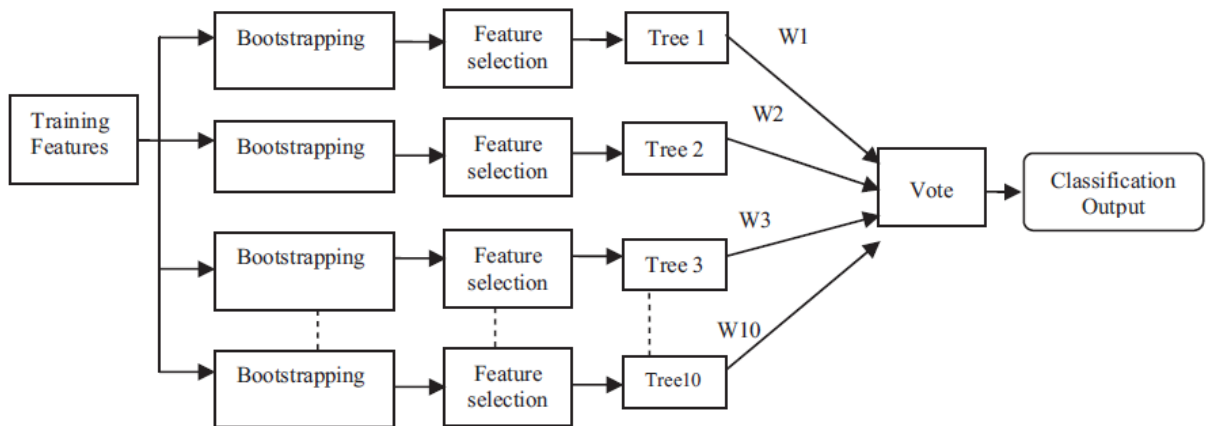 Training
Features
Bootstrapping
Feature
selection
Tree 1
W1
Bootstrapping
Feature
selection
Tree 2
W2
Bootstrapping
Feature
selection
Tree 3
W3
Bootstrapping
Feature
selection
Tree10
W10
Vote
Classification
Output